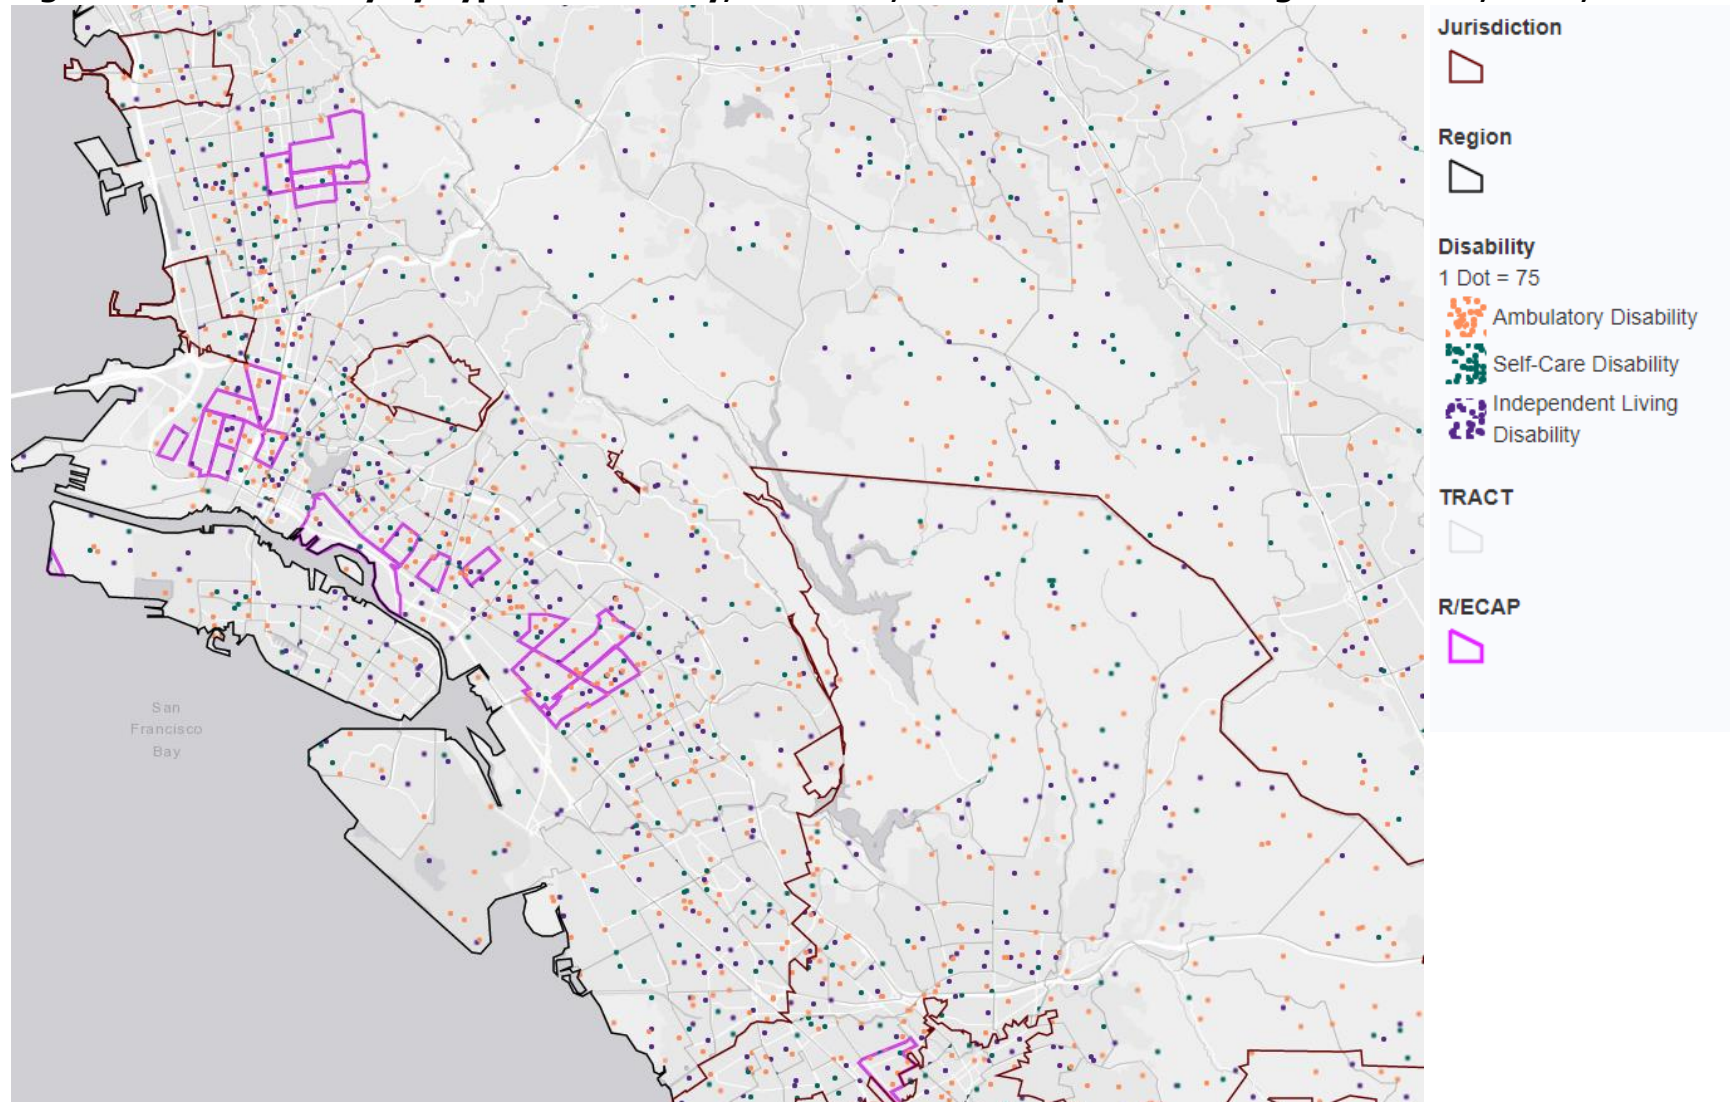 Jurisdiction
Region
Disability
1 Dot = 75
Ambulatory Disability
Self-Care Disability
Independent Living
Disability
TRACT
R/ECAP
San
Francisco
Bay